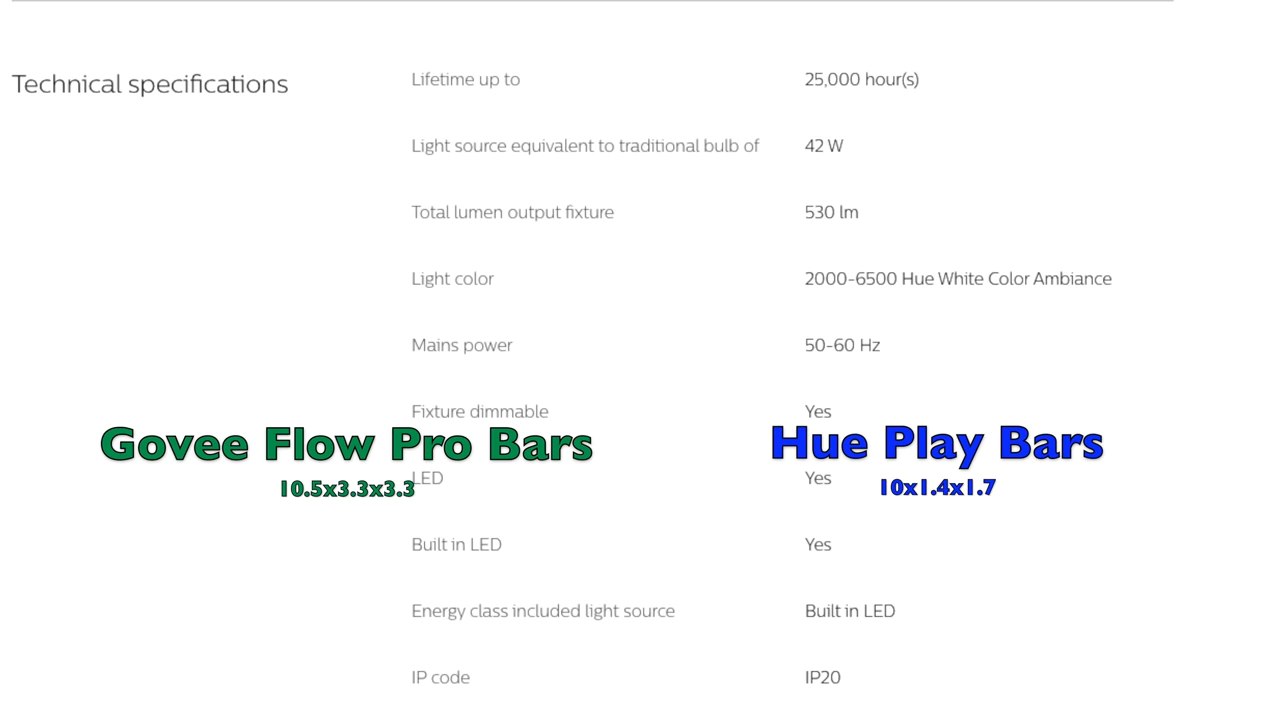 Technical specifications
Lifetime up to 25,000 hour(s)
Light source equivalent to traditional bulb of 42 W
Total lumen output fixture 530 lm
Light color 2000-6500 Hue White Color Ambiance
Mains power 50-60 Hz
Fixture dimmable Yes
Govee Flow Pro Bars Hue Play Bars
LED Yes
10.5x3.3x3.3 10x1.4x1.7
Built in LED Yes
Energy class included light source Built in LED
IP code IP20